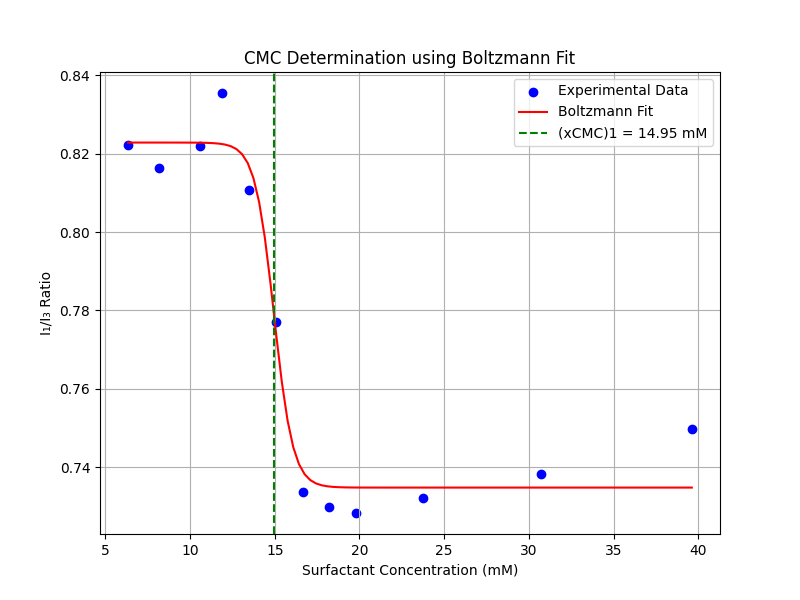 CMC Determination using Boltzmann Fit
Experimental Data
Boltzmann Fit
(xCMC)1 = 14.95 mM
0.84
0.82
0.80
0.78
0.76
0.74
I₁/I₃ Ratio
5 10 15 20 25 30 35 40
Surfactant Concentration (mM)